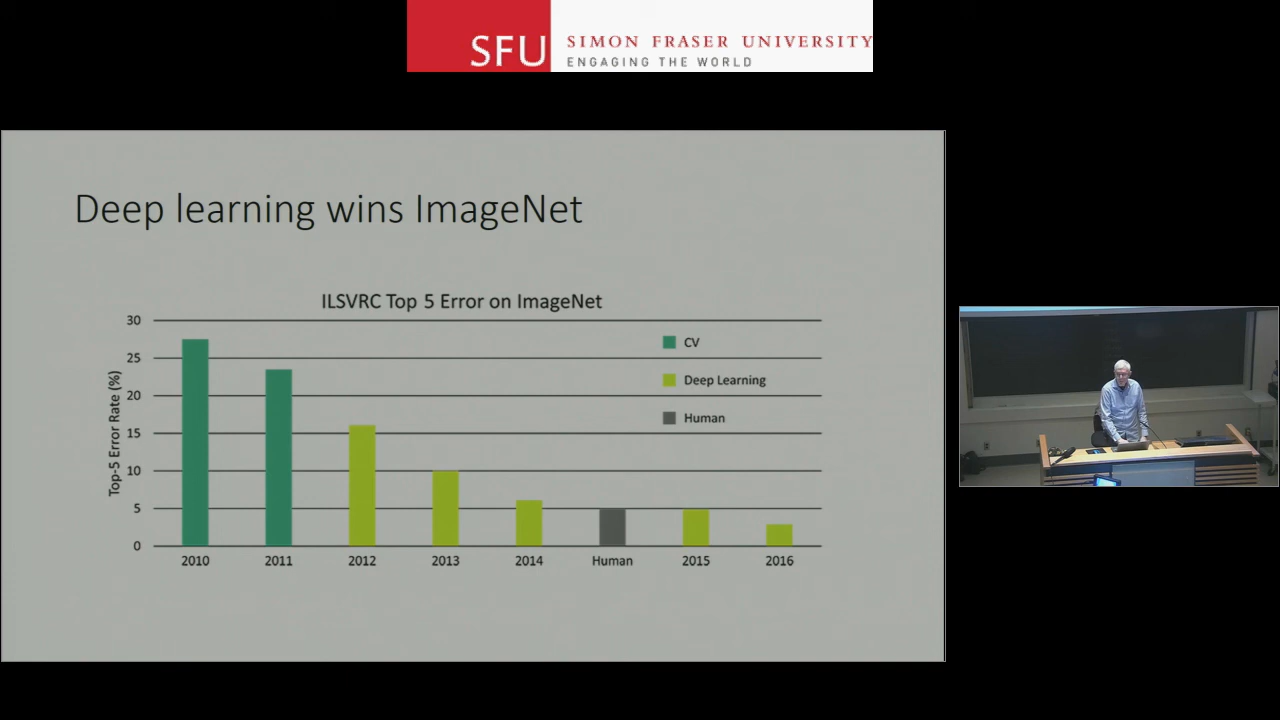 SFU SIMON FRASER UNIVERSITY
ENGAGING THE WORLD
Deep learning wins ImageNet
ILSVRC Top 5 Error on ImageNet
Top-5 Error Rate (%)
30
25
20
15
10
5
0
CV
Deep Learning
Human
2010 2011 2012 2013 2014 Human 2015 2016